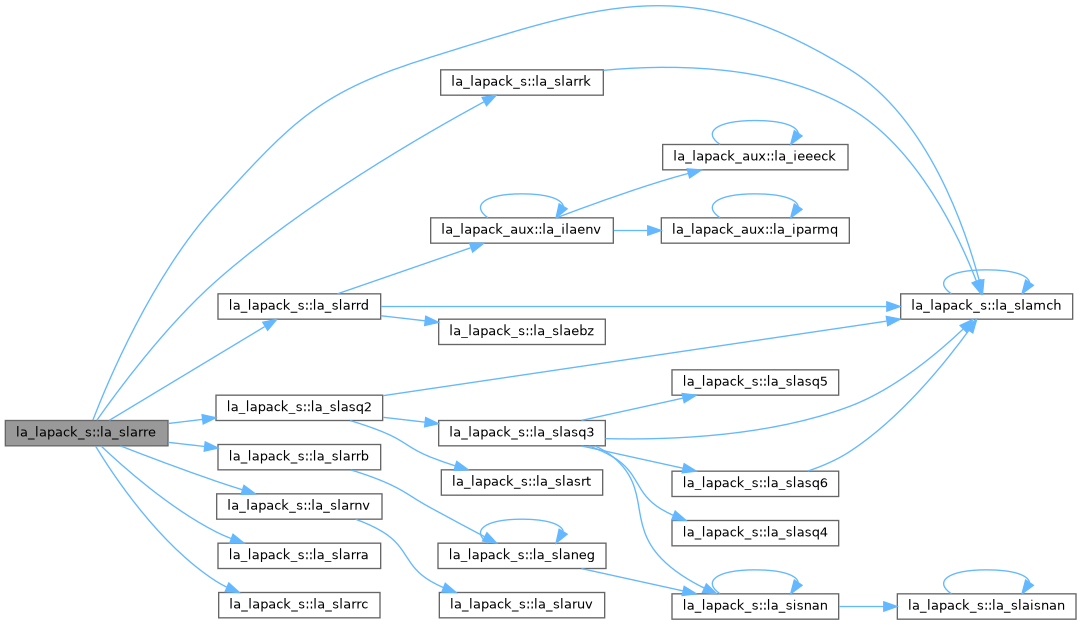 la_lapack_s::la_slarrk
la_lapack_aux::la_ieeeck
la_lapack_aux::la_ilaenv
la_lapack_aux::la_iparmq
la_lapack_s::la_slarrd
la_lapack_s::la_slamch
la_lapack_s::la_slaebz
la_lapack_s::la_slasq5
la_lapack_s::la_slasq2
la_lapack_s::la_slarre
la_lapack_s::la_slasq3
la_lapack_s::la_slarrb
la_lapack_s::la_slasrt
la_lapack_s::la_slasq6
la_lapack_s::la_slarnv
la_lapack_s::la_slasq4
la_lapack_s::la_slarra
la_lapack_s::la_slaneg
la_lapack_s::la_slarrc
la_lapack_s::la_slaruv
la_lapack_s::la_sisnan
la_lapack_s::la_slaisnan